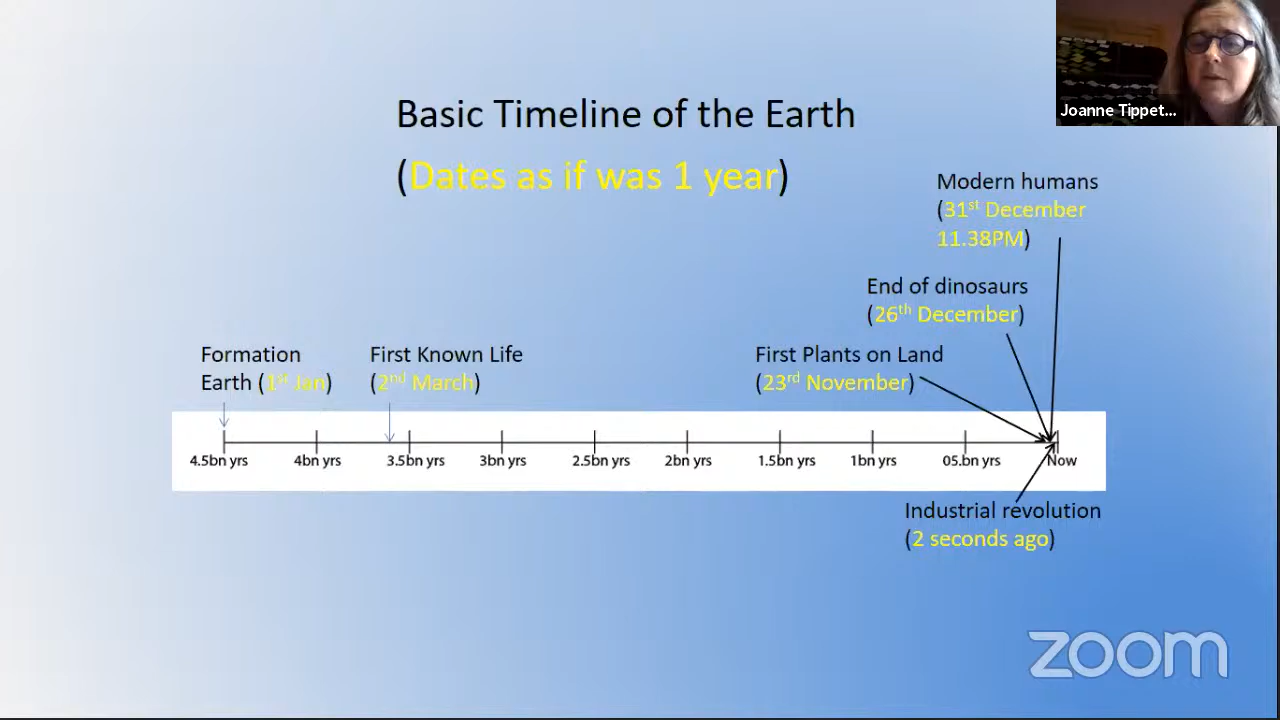 Basic Timeline of the Earth
(Dates as if was 1 year)
Joanne Tippet...
Modern humans
(31st December
11.38PM)
End of dinosaurs
(26th December)
Formation
Earth (1st Jan)
First Known Life
(2nd March)
First Plants on Land
(23rd November)
4.5bn yrs
4bn yrs
3.5bn yrs
3bn yrs
2.5bn yrs
2bn yrs
1.5bn yrs
1bn yrs
05.bn yrs
Now
Industrial revolution
(2 seconds ago)
zoom